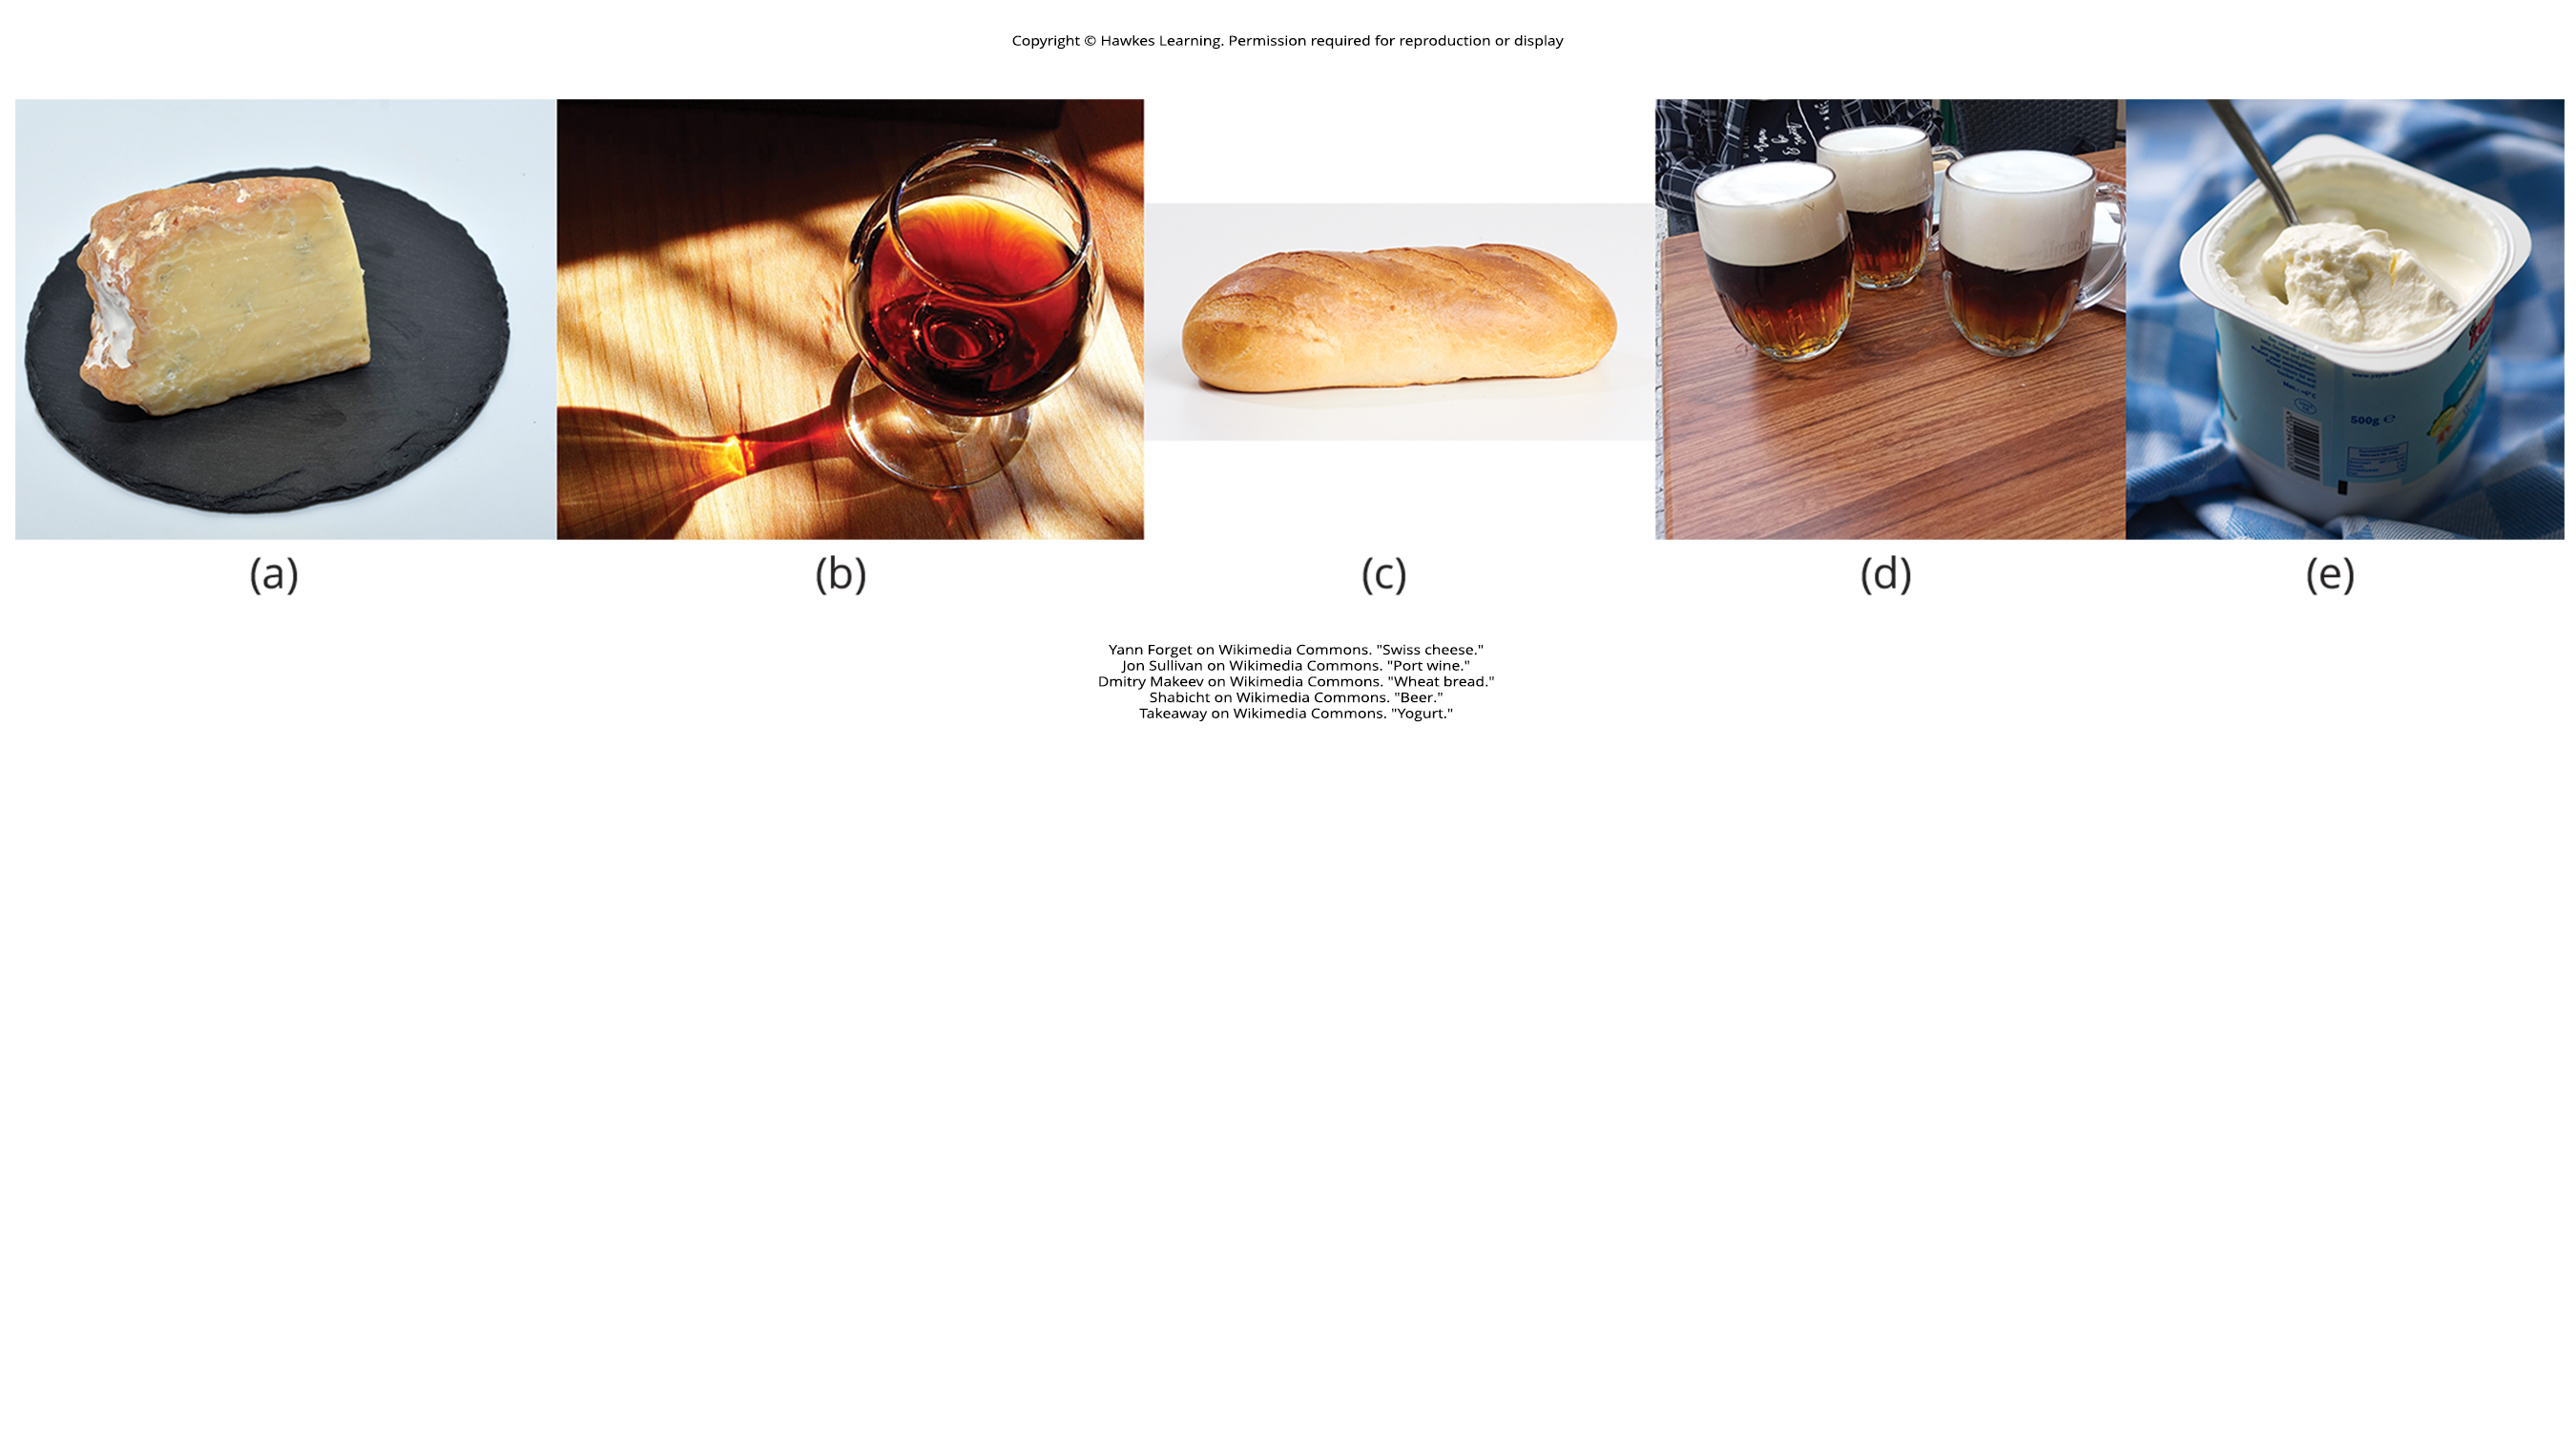 Copyright © Hawkes Learning. Permission required for reproduction or display
500g ℮
(a)
(b)
(c)
(d)
(e)
Yann Forget on Wikimedia Commons. "Swiss cheese."
Jon Sullivan on Wikimedia Commons. "Port wine."
Dmitry Makeev on Wikimedia Commons. "Wheat bread."
Shabicht on Wikimedia Commons. "Beer."
Takeaway on Wikimedia Commons. "Yogurt."